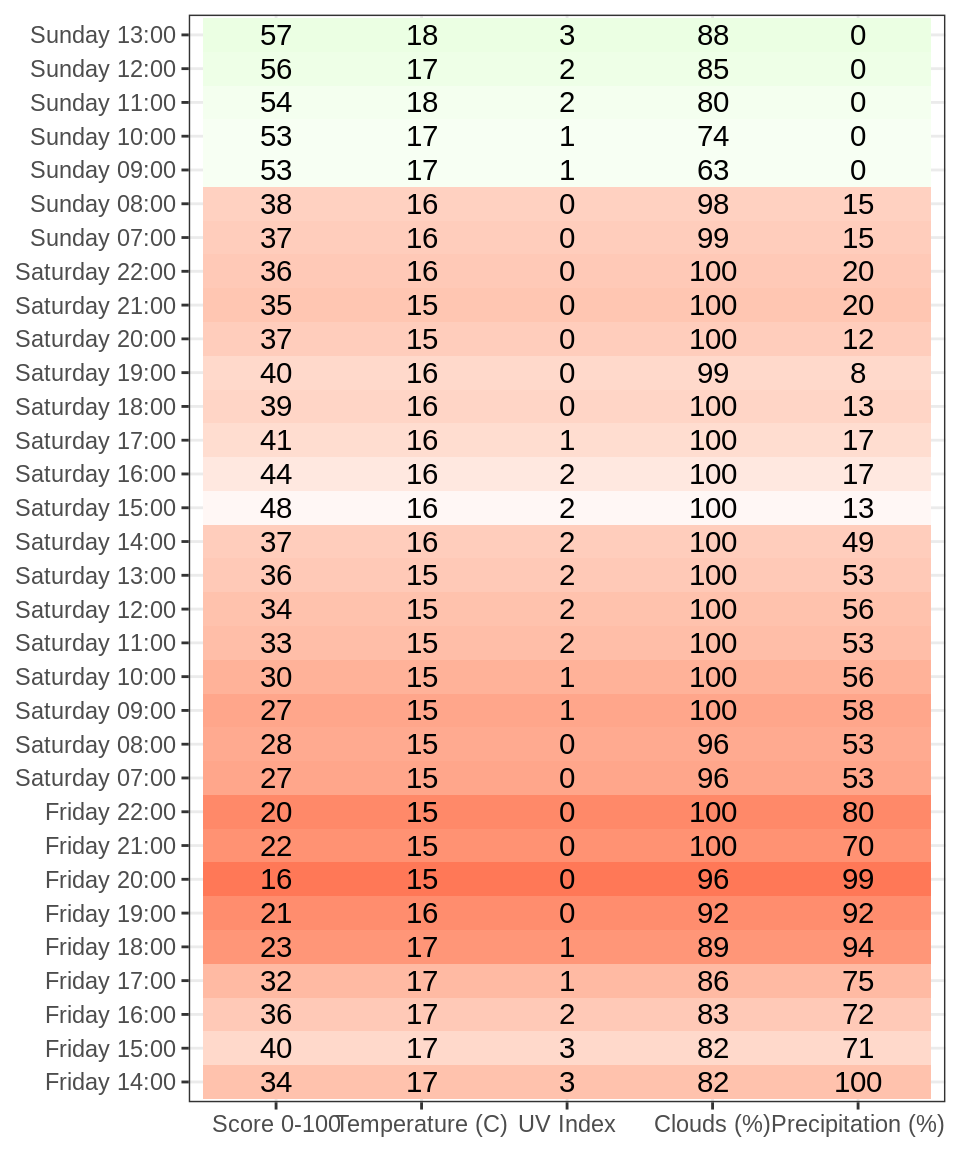 Sunday 13:00 57 18 3 88 0
Sunday 12:00 56 17 2 85 0
Sunday 11:00 54 18 2 80 0
Sunday 10:00 53 17 1 74 0
Sunday 09:00 53 17 1 63 0
Sunday 08:00 38 16 0 98 15
Sunday 07:00 37 16 0 99 15
Saturday 22:00 36 16 0 100 20
Saturday 21:00 35 15 0 100 20
Saturday 20:00 37 15 0 100 12
Saturday 19:00 40 16 0 99 8
Saturday 18:00 39 16 0 100 13
Saturday 17:00 41 16 1 100 17
Saturday 16:00 44 16 2 100 17
Saturday 15:00 48 16 2 100 13
Saturday 14:00 37 16 2 100 49
Saturday 13:00 36 15 2 100 53
Saturday 12:00 34 15 2 100 56
Saturday 11:00 33 15 2 100 53
Saturday 10:00 30 15 1 100 56
Saturday 09:00 27 15 1 100 58
Saturday 08:00 28 15 0 96 53
Saturday 07:00 27 15 0 96 53
Friday 22:00 20 15 0 100 80
Friday 21:00 22 15 0 100 70
Friday 20:00 16 15 0 96 99
Friday 19:00 21 16 0 92 92
Friday 18:00 23 17 1 89 94
Friday 17:00 32 17 1 86 75
Friday 16:00 36 17 2 83 72
Friday 15:00 40 17 3 82 71
Friday 14:00 34 17 3 82 100
Score 0-100 Temperature (C) UV Index Clouds (%) Precipitation (%)